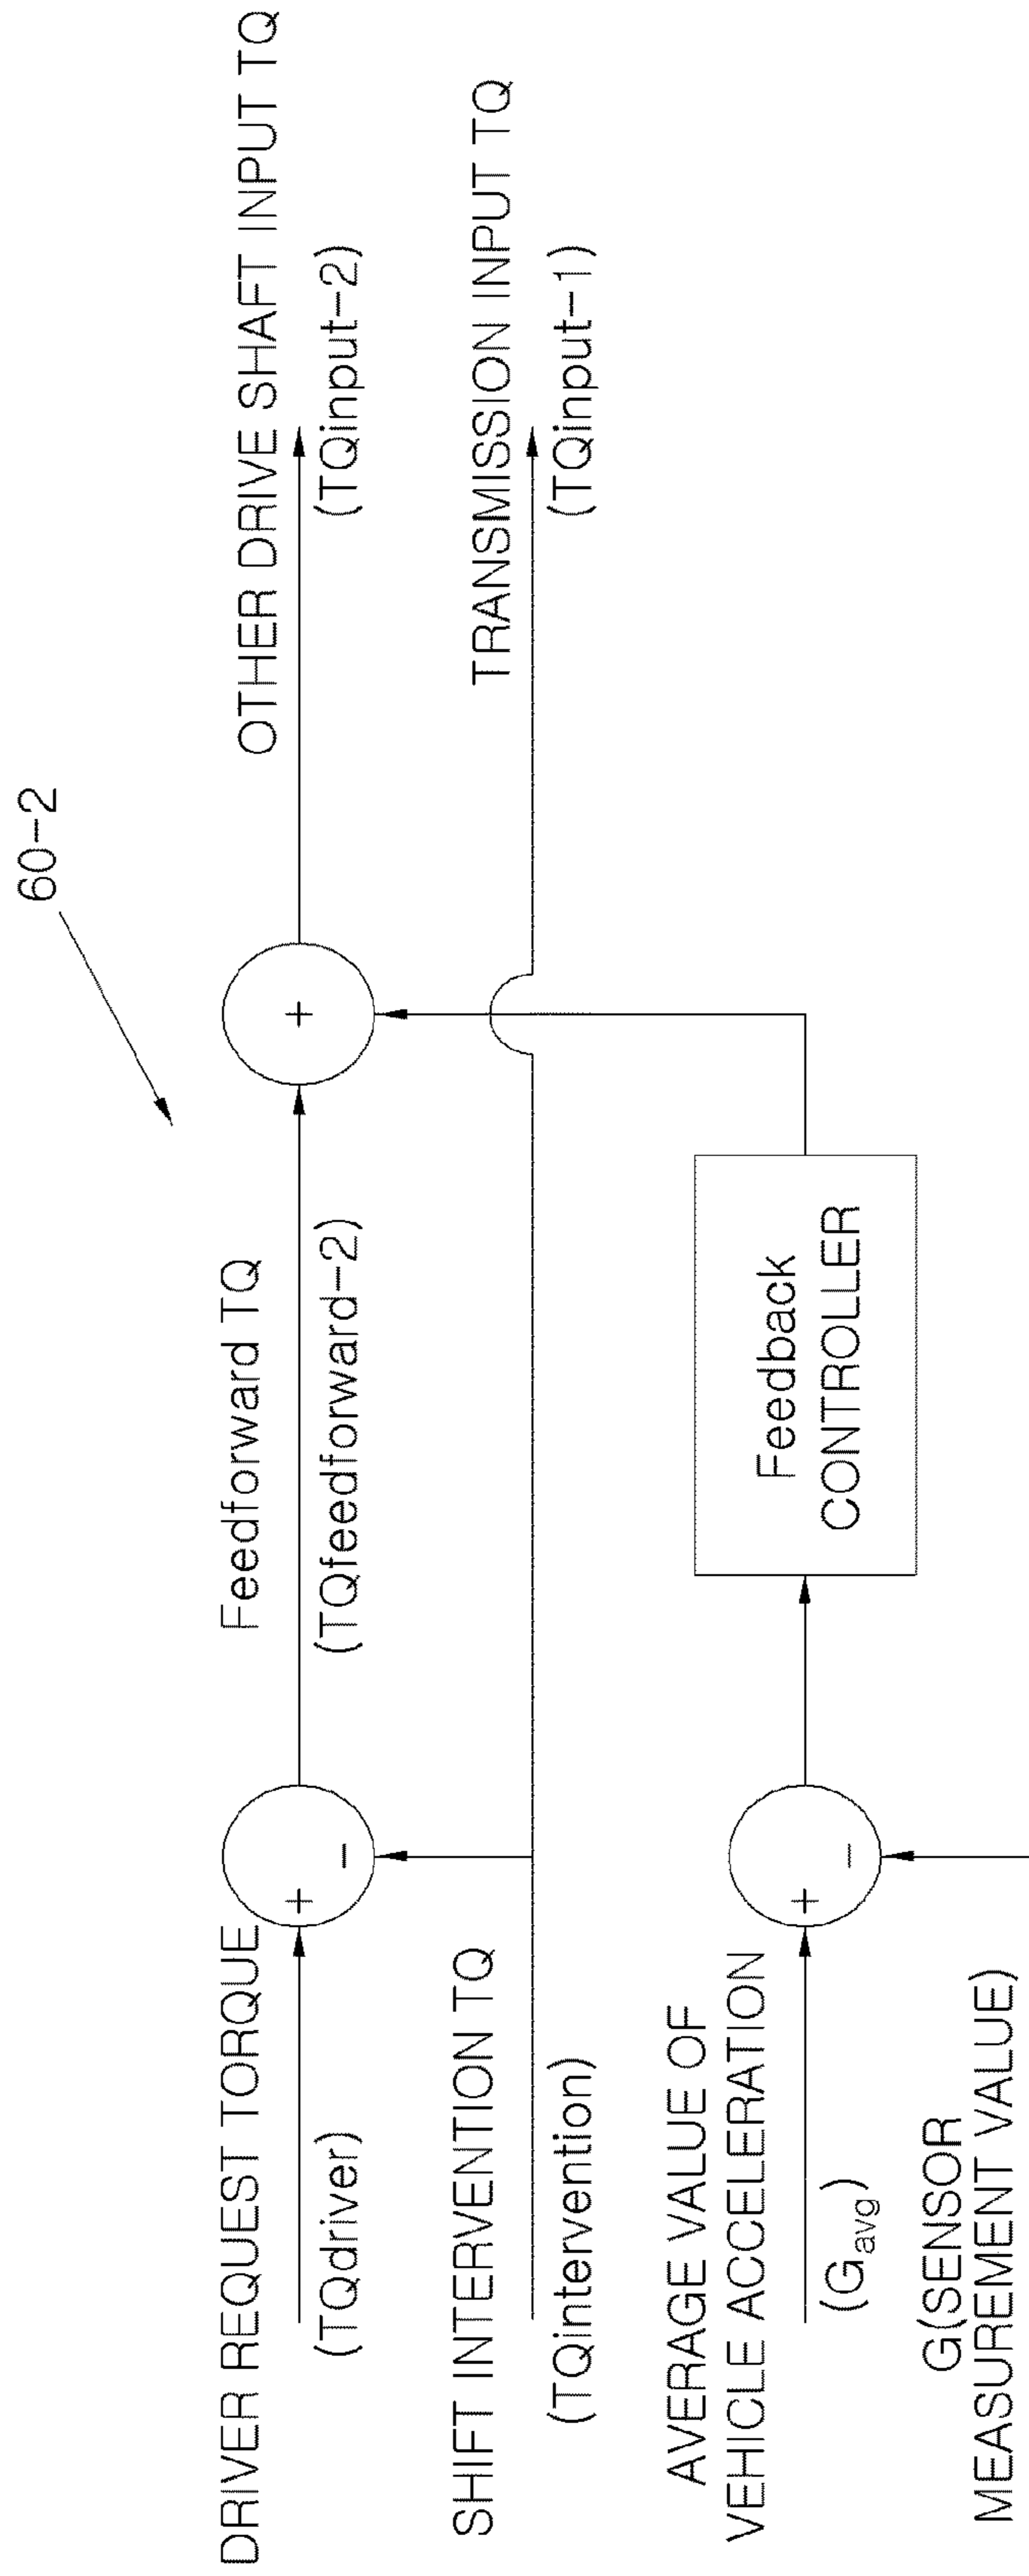 60-2
DRIVER REQUEST TORQUE
(TQdriver)
+
-
Feedforward TQ
(TQfeedforward-2)
+
OTHER DRIVE SHAFT INPUT TQ
(TQinput-2)
SHIFT INTERVENTION TQ
(TQintervention)
TRANSMISSION INPUT TQ
(TQinput-1)
AVERAGE VALUE OF
VEHICLE ACCELERATION
(Gavg)
+
-
Feedback
CONTROLLER
G(SENSOR
MEASUREMENT VALUE)